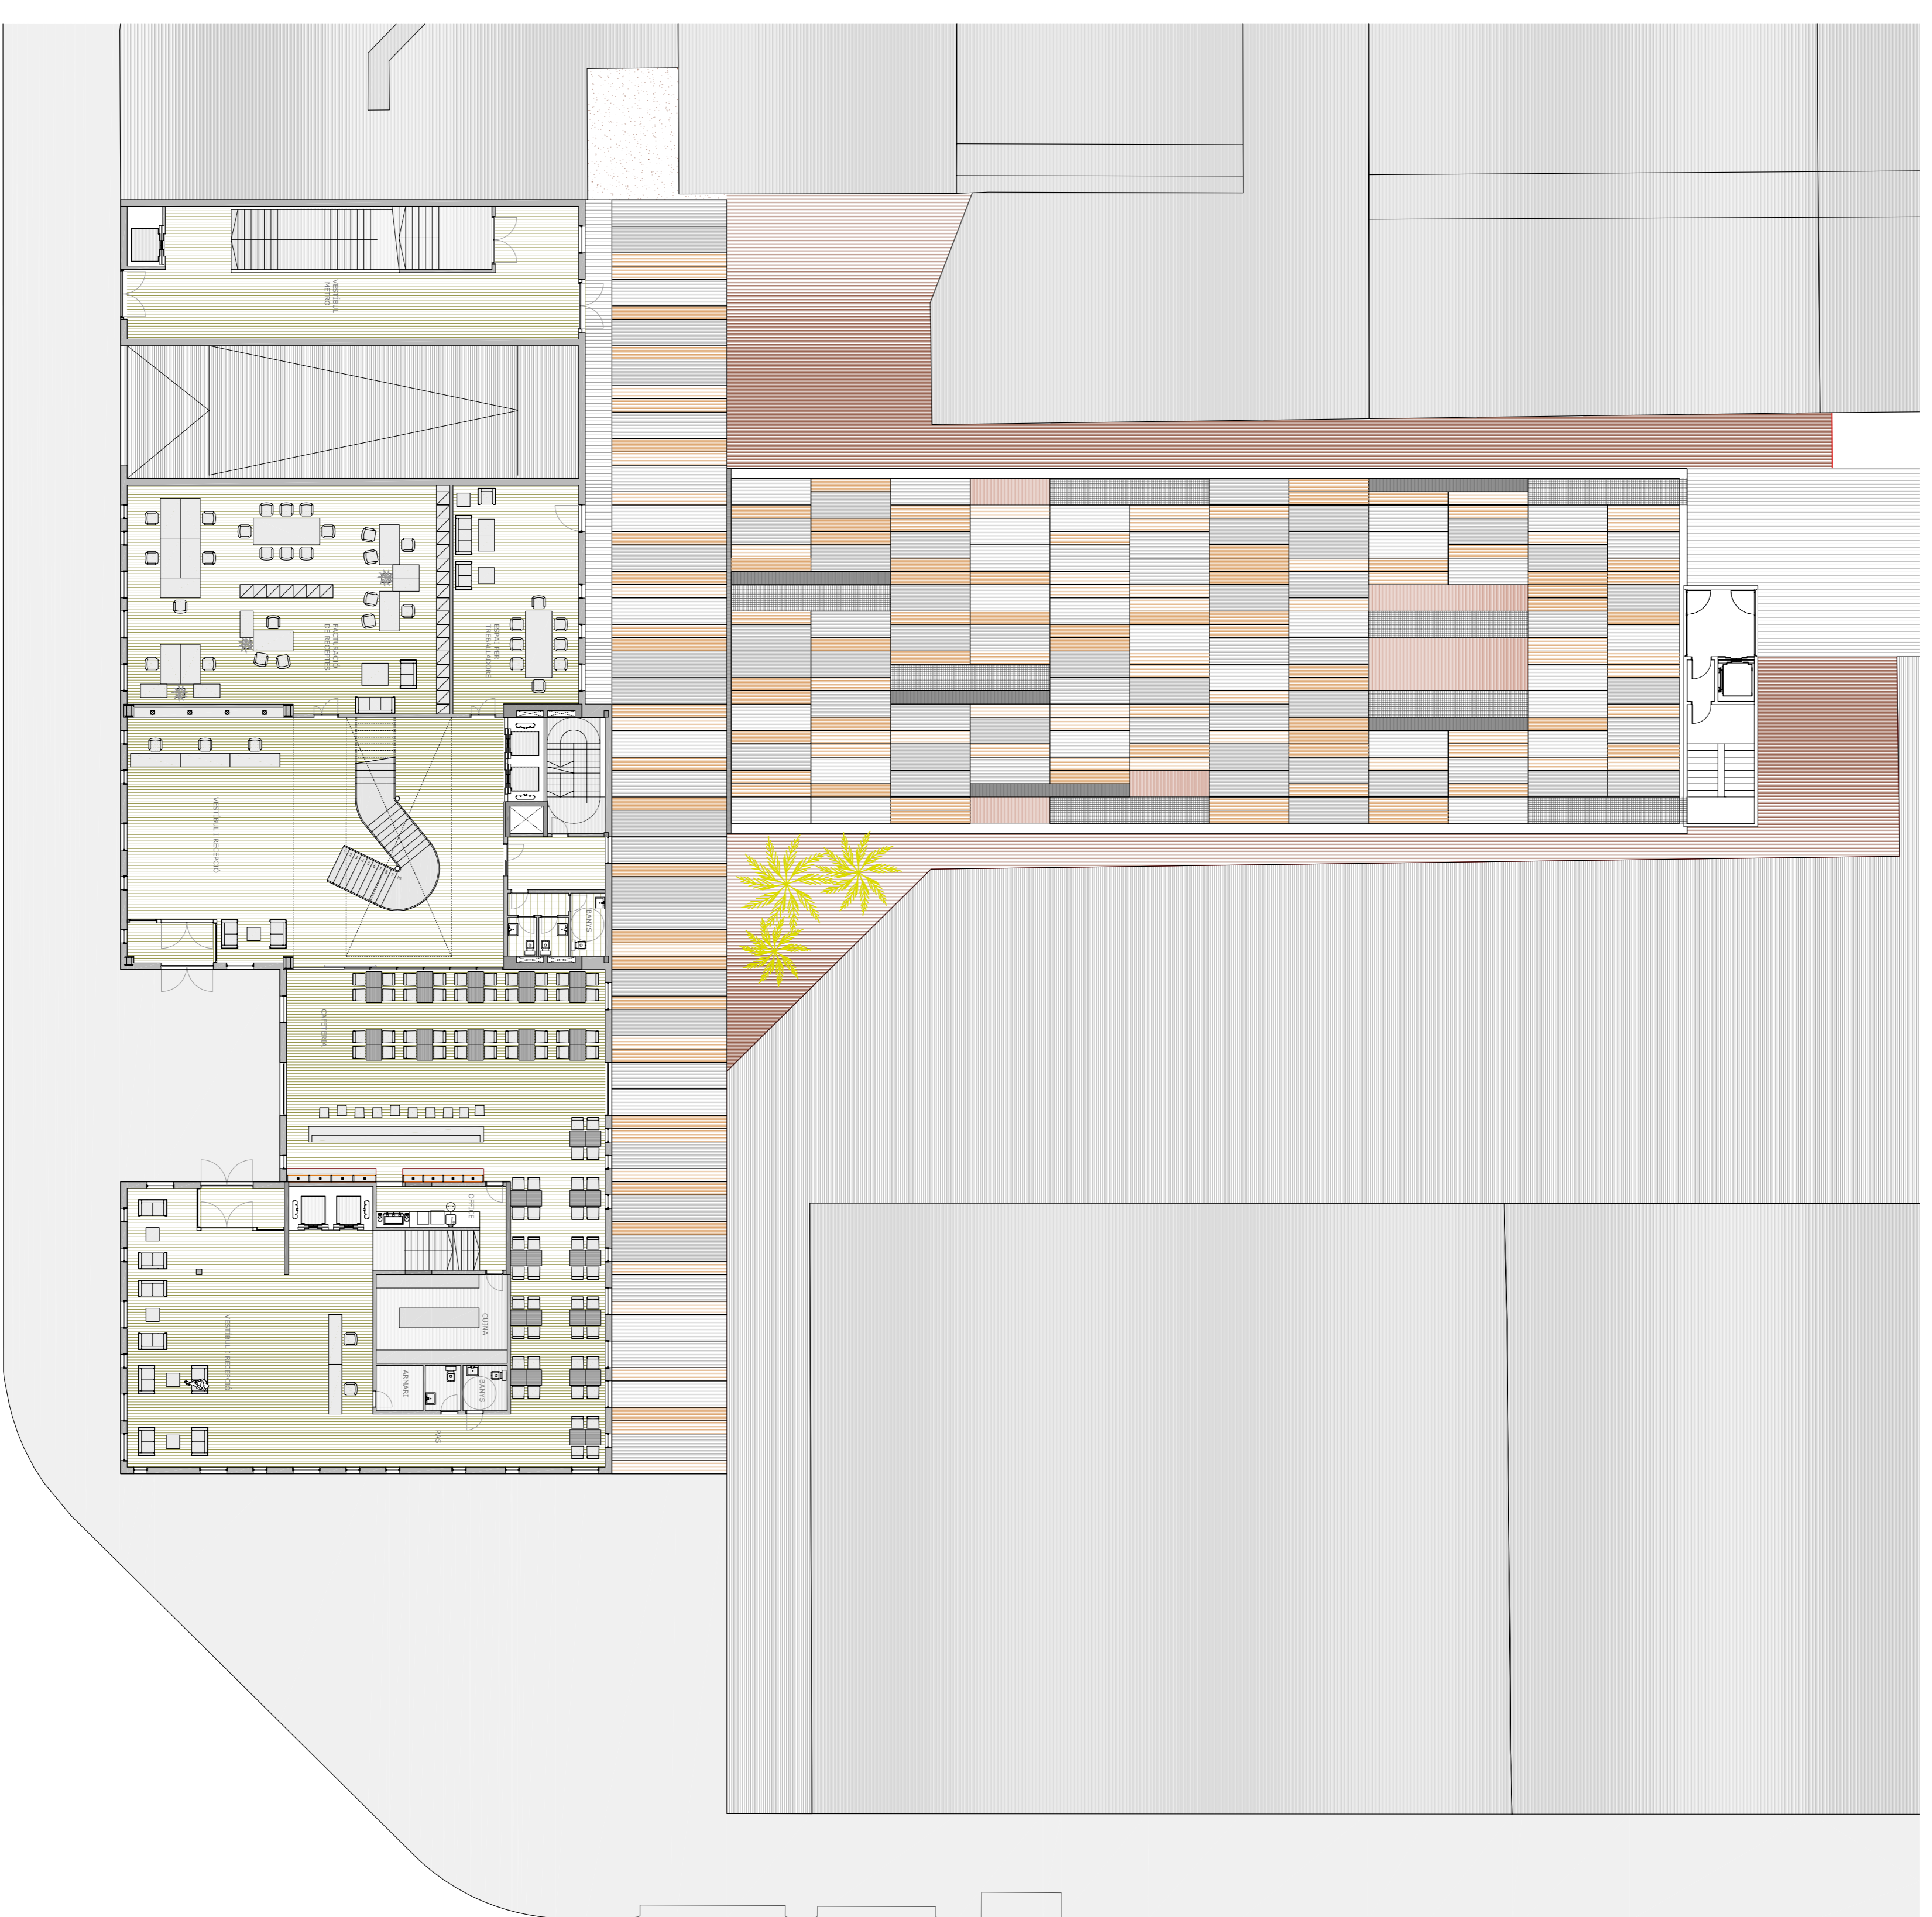 VESTÍBUL
METRO
FACTURACIÓ
DE RECEPTES
ESPAI PER
TREBALLADORS
VESTÍBUL I RECEPCIÓ
BANYS
CAFETERIA
OFFICE
CUINA
VESTÍBUL I RECEPCIÓ
ARMARI
BANYS
PAS